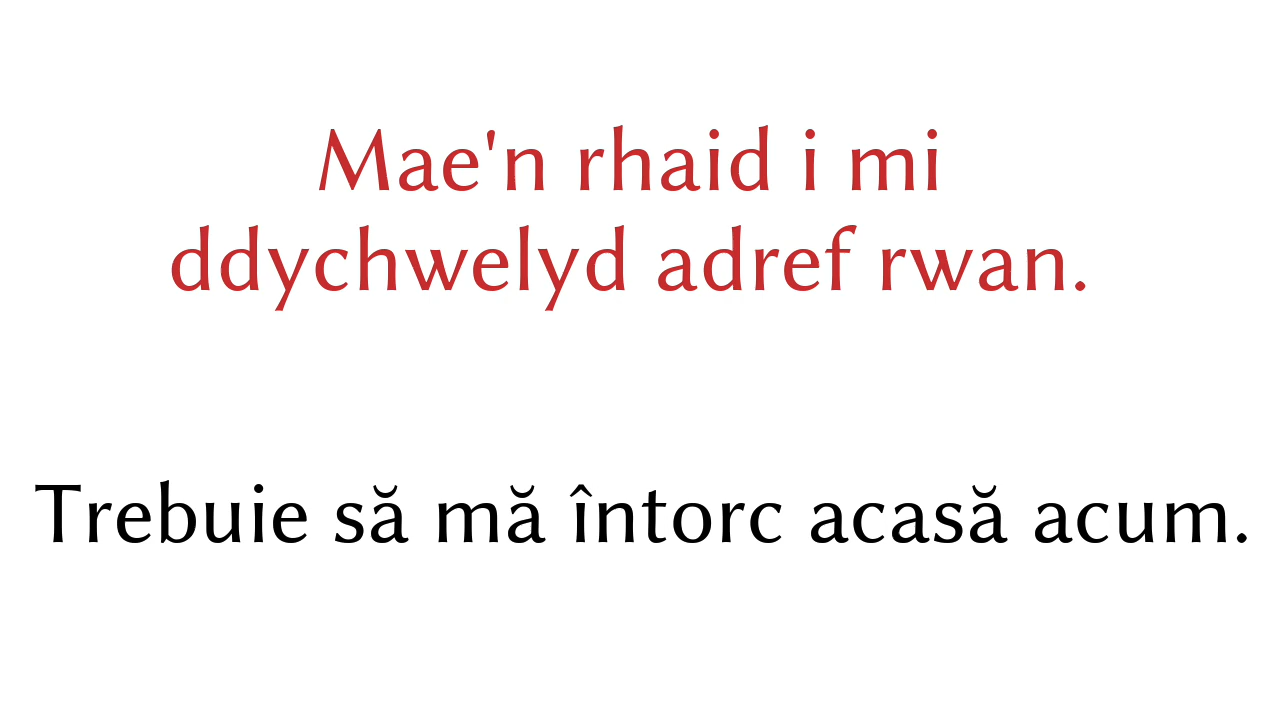 Mae'n rhaid i mi
ddychwelyd adref rwan.
Trebuie să mă întorc acasă acum.